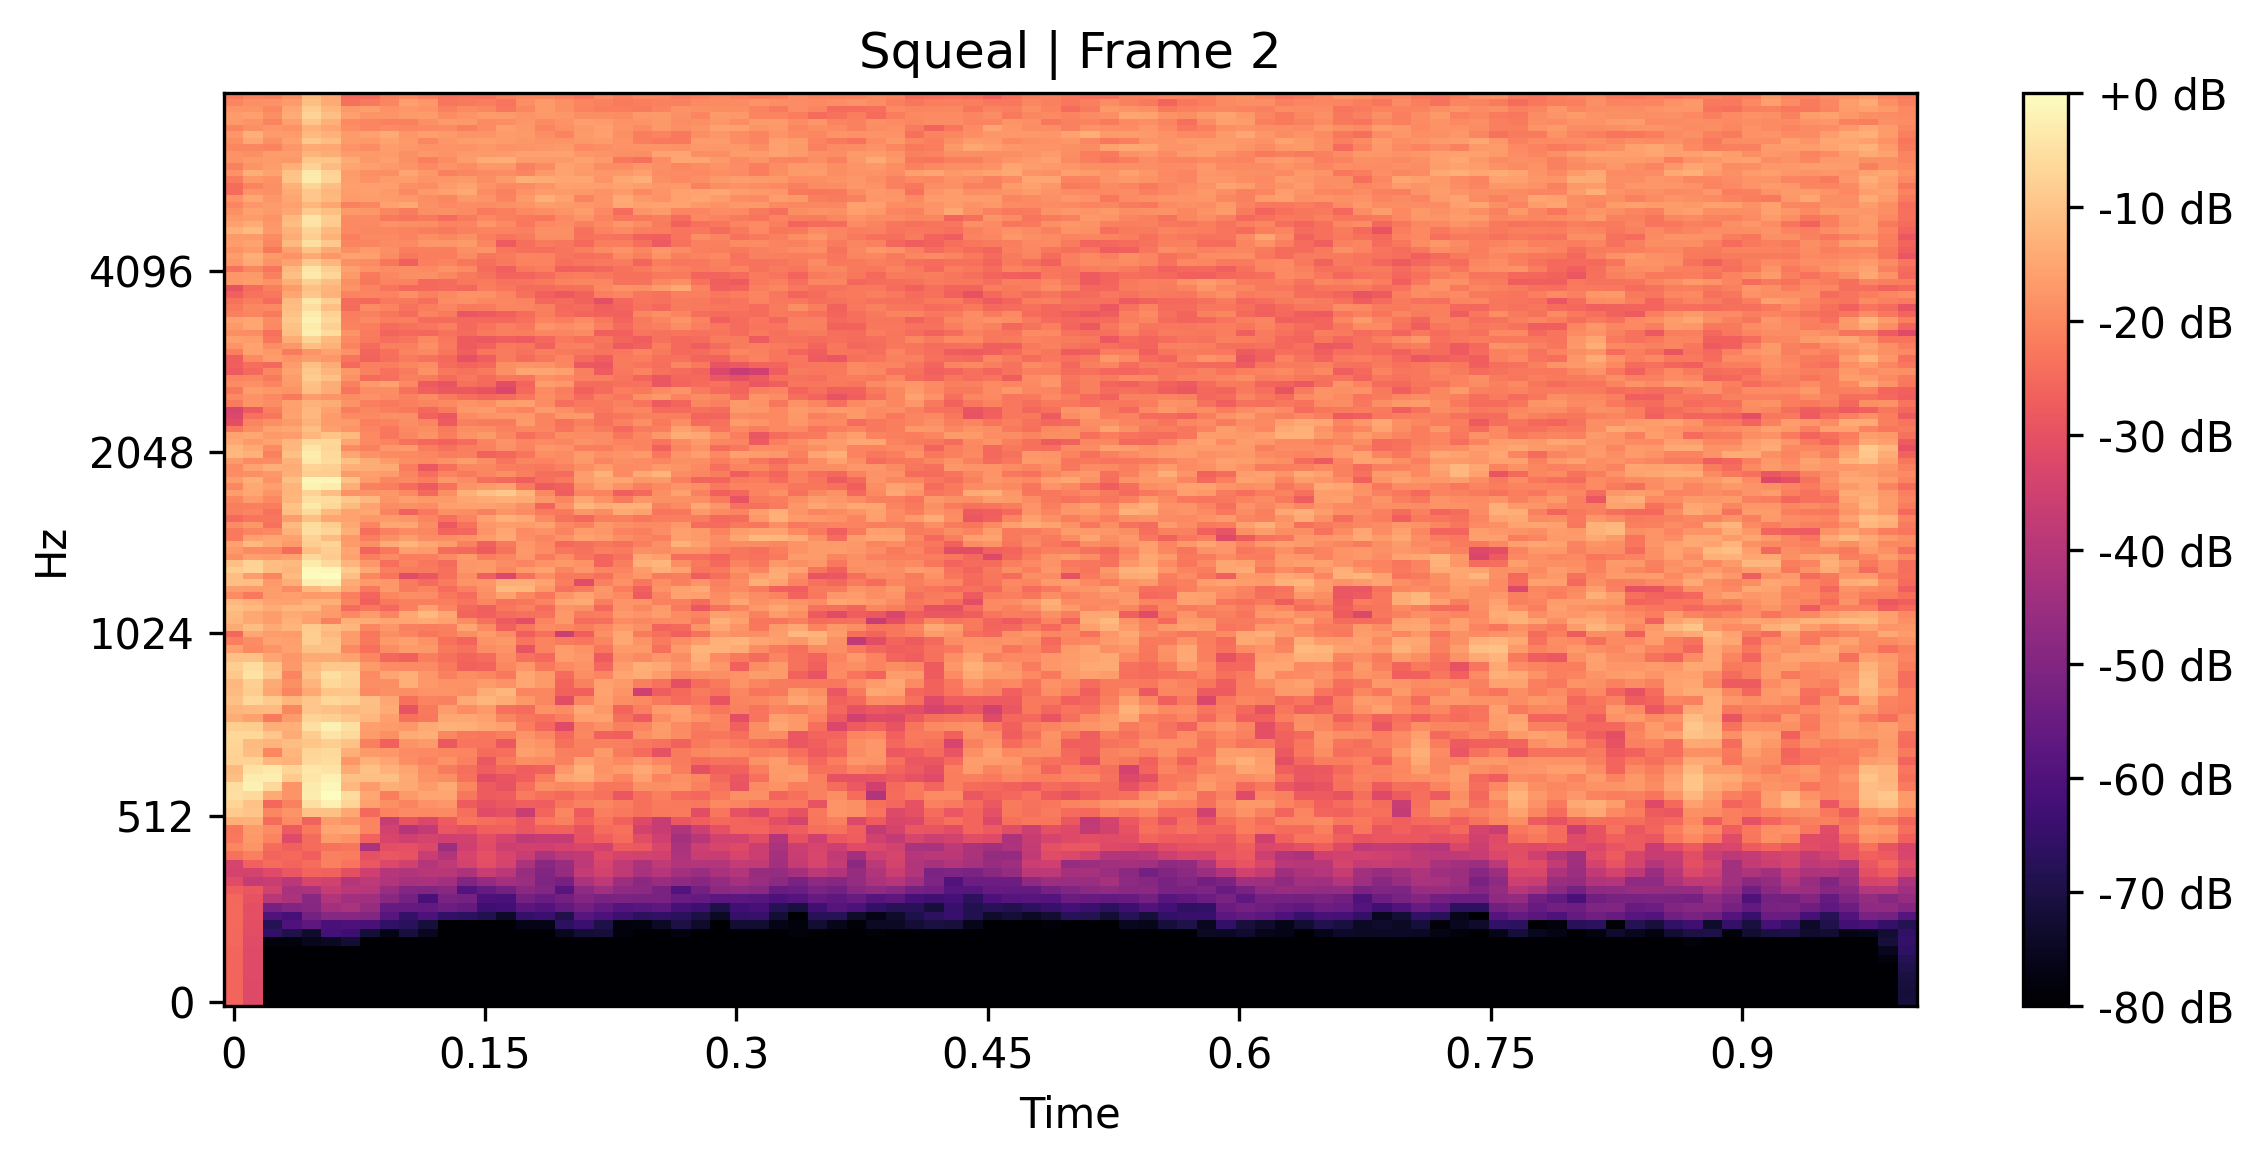 Squeal | Frame 2
Hz
4096
2048
1024
512
0
0 0.15 0.3 0.45 0.6 0.75 0.9
Time
+0 dB
-10 dB
-20 dB
-30 dB
-40 dB
-50 dB
-60 dB
-70 dB
-80 dB